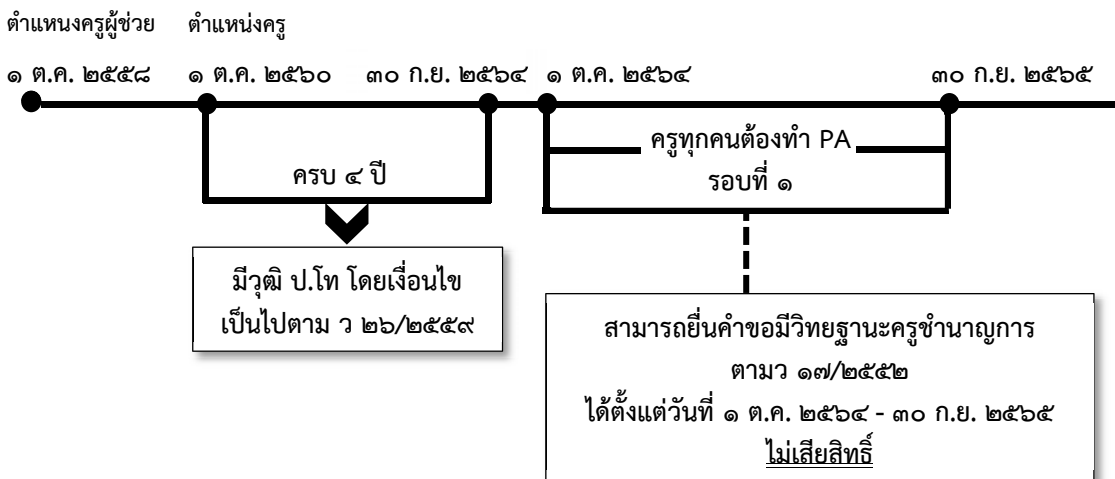 ตำแหนงครูผู้ช่วย ตำแหน่งครู
๑ ต.ค. ๒๕๕๘ ๑ ต.ค. ๒๕๖๐ ๓๐ ก.ย. ๒๕๖๔ ๑ ต.ค. ๒๕๖๔ ๓๐ ก.ย. ๒๕๖๕
ครบ ๔ ปี
ครูทุกคนต้องทำ PA
รอบที่ ๑
มีวุฒิ ป.โท โดยเงื่อนไข
เป็นไปตาม ว ๒๖/๒๕๕๙
สามารถยื่นคำขอมีวิทยฐานะครูชำนาญการ
ตามว ๑๗/๒๕๕๒
ได้ตั้งแต่วันที่ ๑ ต.ค. ๒๕๖๔ - ๓๐ ก.ย. ๒๕๖๕
ไม่เสียสิทธิ์